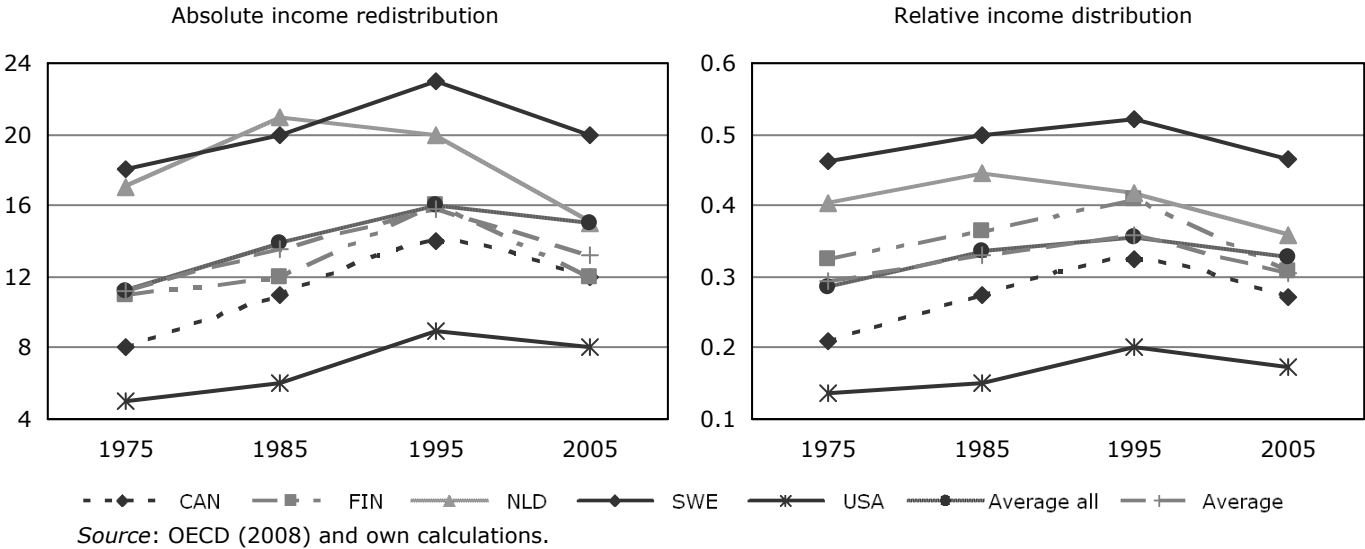 Absolute income redistribution
24
20
16
12
8
4
1975 1985 1995 2005
Relative income distribution
0.6
0.5
0.4
0.3
0.2
0.1
1975 1985 1995 2005
CAN FIN NLD SWE USA Average all Average
Source: OECD (2008) and own calculations.